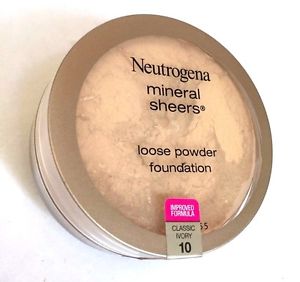 Neutrogena
mineral
sheers®
loose powder
foundation
IMPROVED
FORMULA
CLASSIC
IVORY
10